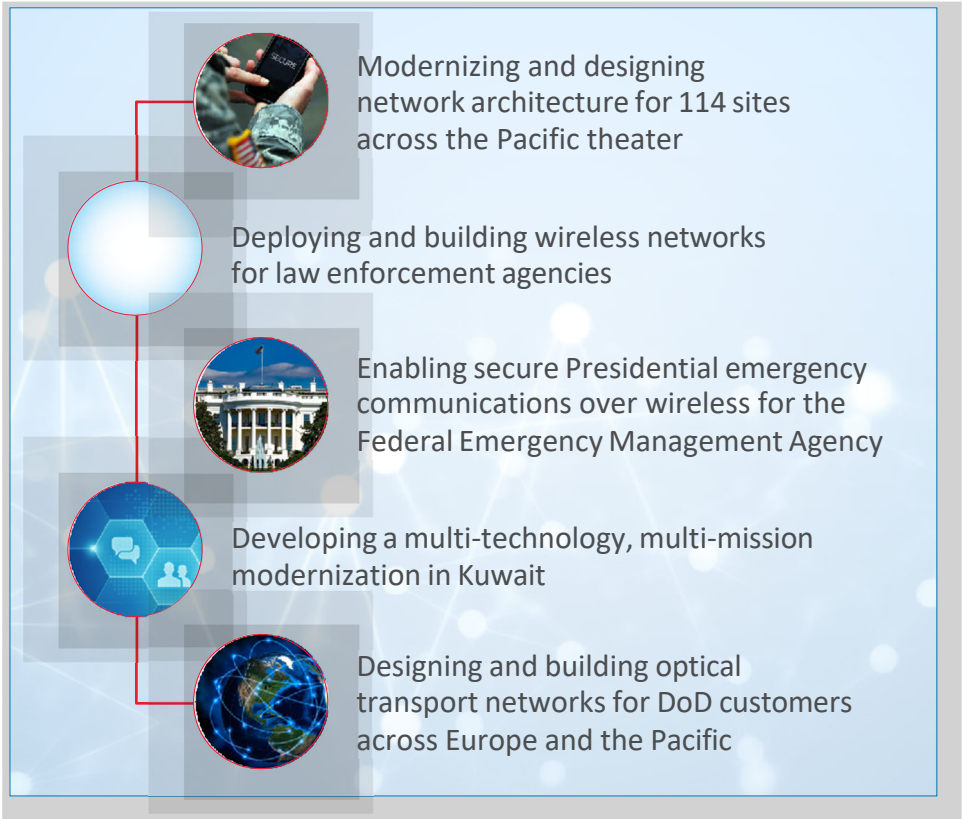 SECURE
Modernizing and designing
network architecture for 114 sites
across the Pacific theater
Deploying and building wireless networks
for law enforcement agencies
Enabling secure Presidential emergency
communications over wireless for the
Federal Emergency Management Agency
Developing a multi-technology, multi-mission
modernization in Kuwait
Designing and building optical
transport networks for DoD customers
across Europe and the Pacific